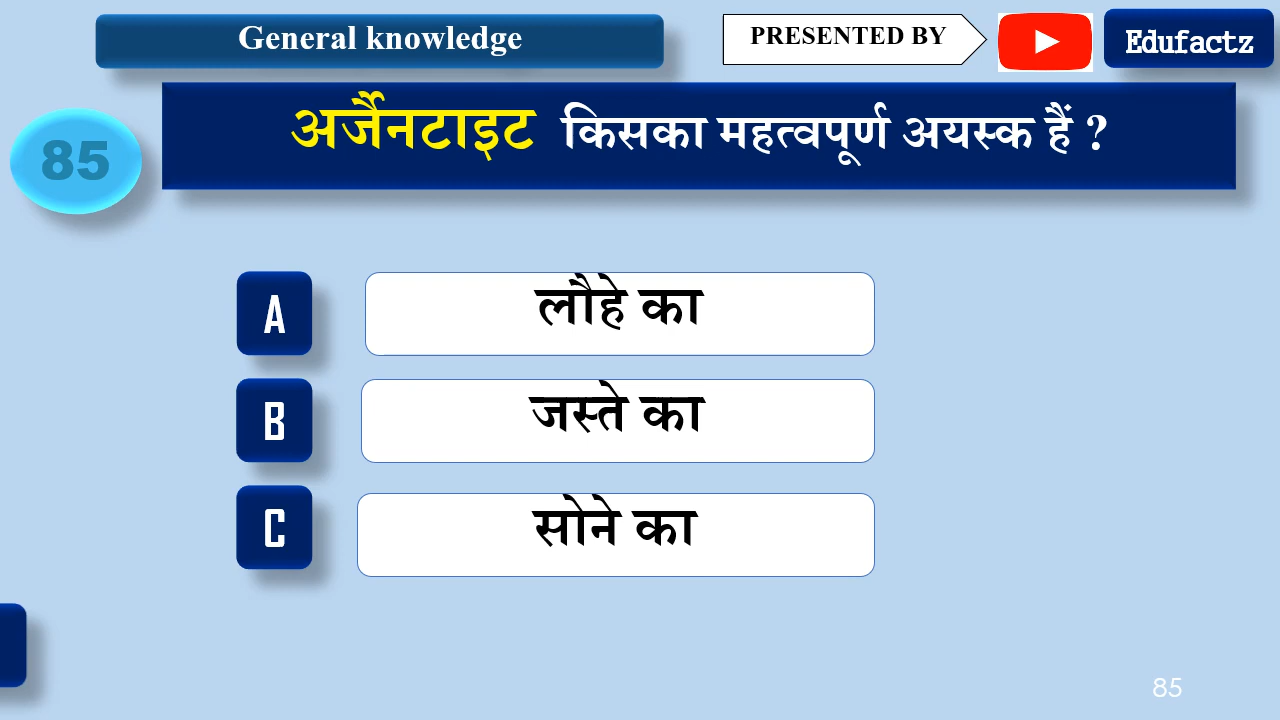 General knowledge
PRESENTED BY
Edufactz
85
अर्जैनटाइट किसका महत्वपूर्ण अयस्क हैं ?
A
लौहे का
B
जस्ते का
C
सोने का
85